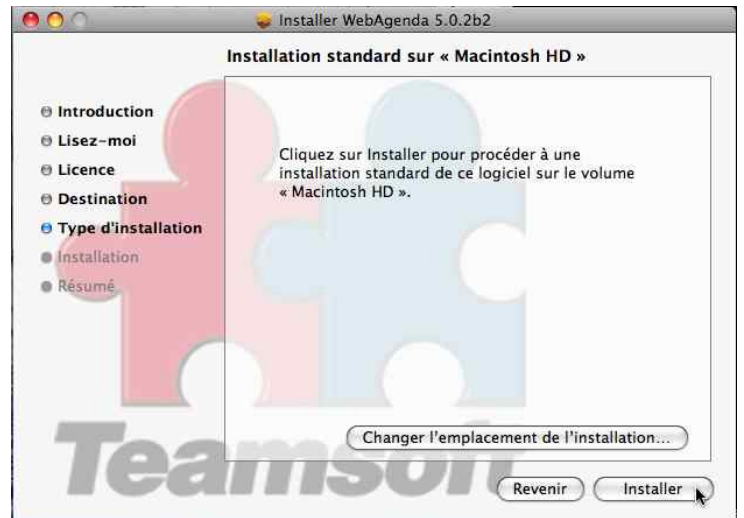 Installer WebAgenda 5.0.2b2
Installation standard sur « Macintosh HD »
Introduction
Lisez-moi
Licence
Destination
Type d'installation
Installation
Résumé
Cliquez sur Installer pour procéder à une
installation standard de ce logiciel sur le volume
« Macintosh HD ».
Changer l'emplacement de l'installation...
Teamsoft
Revenir
Installer